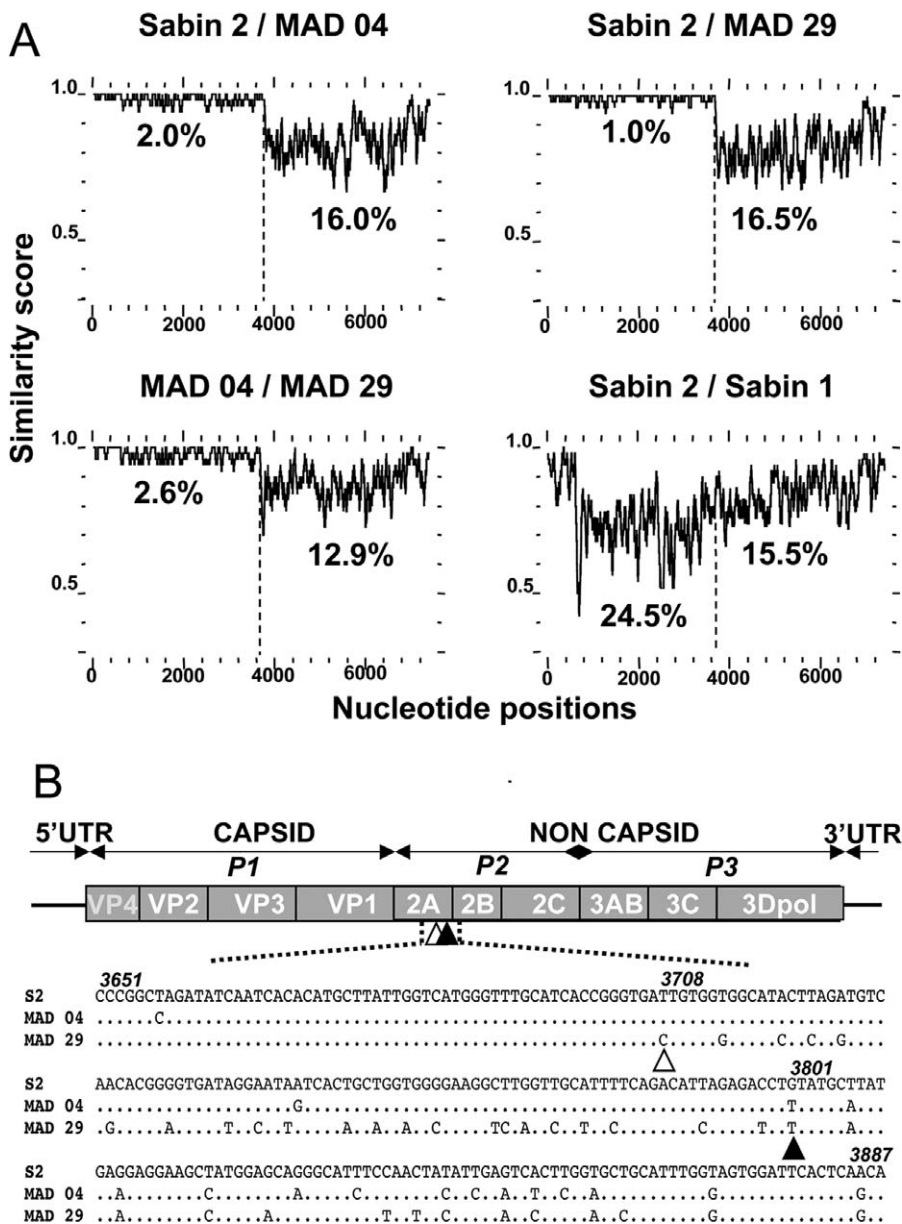 A
Sabin 2 / MAD 04
Sabin 2 / MAD 29
1.0
0.5
2.0%
16.0%
0 2000 4000 6000
1.0
0.5
1.0%
16.5%
0 2000 4000 6000
Similarity score
MAD 04 / MAD 29
Sabin 2 / Sabin 1
1.0
0.5
2.6%
12.9%
0 2000 4000 6000
1.0
0.5
24.5%
15.5%
0 2000 4000 6000
Nucleotide positions
B
5'UTR CAPSID NON CAPSID 3'UTR
P1 P2 P3
VP4 VP2 VP3 VP1 2A 2B 2C 3AB 3C 3Dpol
3651 3708
S2 CCCGGCTAGATATCAATCACACATGCTTATTGGTCATGGGTTTGCATCACCGGGTGATTGTGGTGGCATACTTAGATGTC
MAD 04 ......C.........................................................................
MAD 29 .........................................................C.....G.....C..C..G....
3801
S2 AACACGGGGTGATAGGAATAATCACTGCTGGTGGGGAAGGCTTGGTTGCATTTTCAGACATTAGAGACCTGTATGCTTAT
MAD 04 ....................G.................................................T.....A...
MAD 29 .G.....A.....T..C..T.....A..A...A..C......TC.A..C..T..C...........C.....T..T.....A...
3887
S2 GAGGAGGAAGCTATGGAGCAGGGCATTTCCAACTATATTGAGTCACTTGGTGCTGCATTTGGTAGTGGATTCACTCAACA
MAD 04 ..A........C........A........C.....C..C..A..T..C.....A...........G..............G..
MAD 29 ..A........C.....A...........T..T..C.....A.....C..A..C...........G..............G..